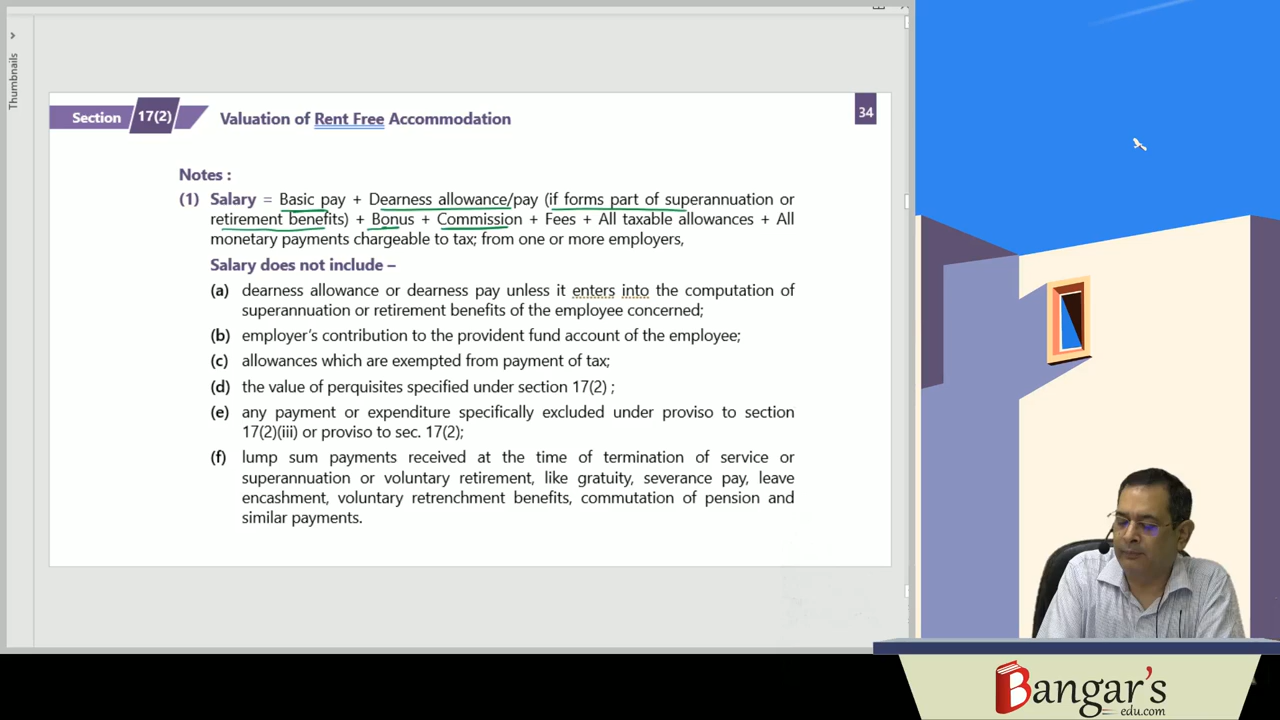 Thumbnails
Section 17(2) Valuation of Rent Free Accommodation 34
Notes :
(1) Salary = Basic pay + Dearness allowance/pay (if forms part of superannuation or
retirement benefits) + Bonus + Commission + Fees + All taxable allowances + All
monetary payments chargeable to tax; from one or more employers,
Salary does not include –
(a) dearness allowance or dearness pay unless it enters into the computation of
superannuation or retirement benefits of the employee concerned;
(b) employer's contribution to the provident fund account of the employee;
(c) allowances which are exempted from payment of tax;
(d) the value of perquisites specified under section 17(2) ;
(e) any payment or expenditure specifically excluded under proviso to section
17(2)(iii) or proviso to sec. 17(2);
(f) lump sum payments received at the time of termination of service or
superannuation or voluntary retirement, like gratuity, severance pay, leave
encashment, voluntary retrenchment benefits, commutation of pension and
similar payments.
Bangar's
edu.com